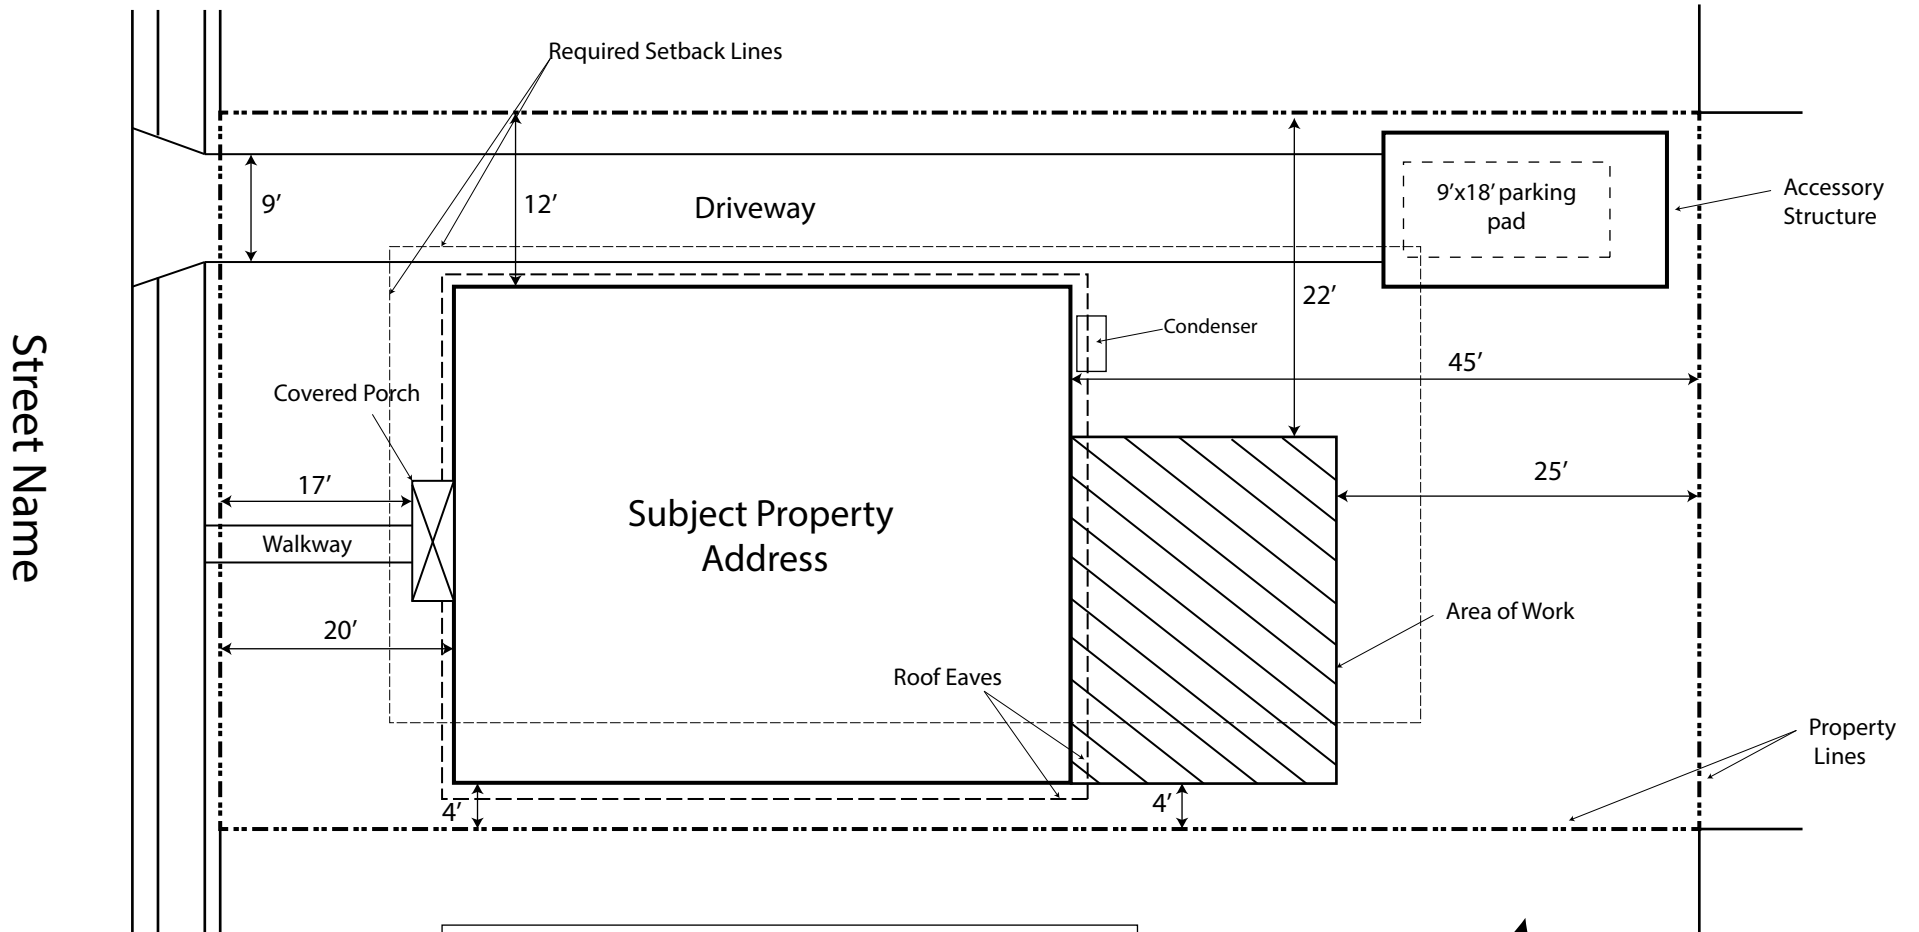 Required Setback Lines
9’
12’
Driveway
9’x18’ parking
pad
Accessory
Structure
22’
Condenser
45’
Street Name
Covered Porch
17’
25’
Walkway
Subject Property
Address
20’
Area of Work
Roof Eaves
Property
Lines
4’
4’